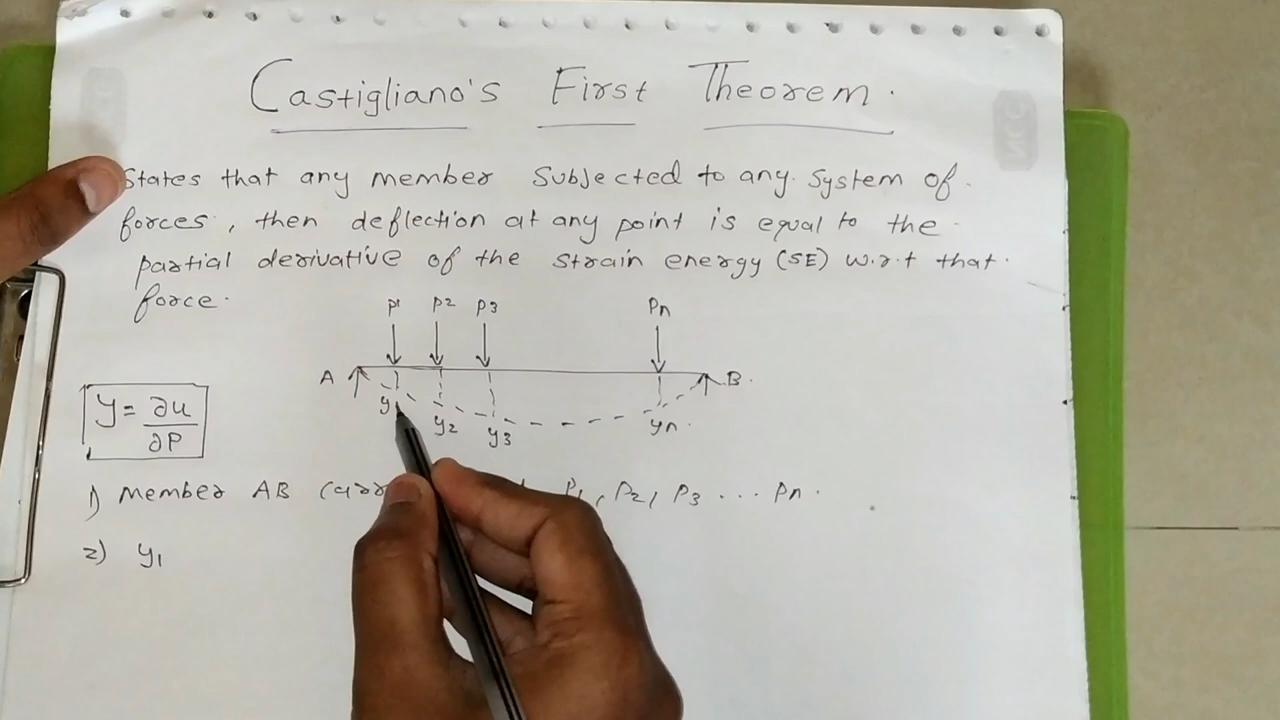 Castigliano's First Theorem.
States that any member subjected to any system of
forces, then deflection at any point is equal to the
partial derivative of the strain energy (SE) w.r.t that
force.
P1 P2 P3 Pn
A B.
y2 y3 yn.
y = ∂u
∂P
1) Member AB P1, P2, P3 ... Pn.
2) y1